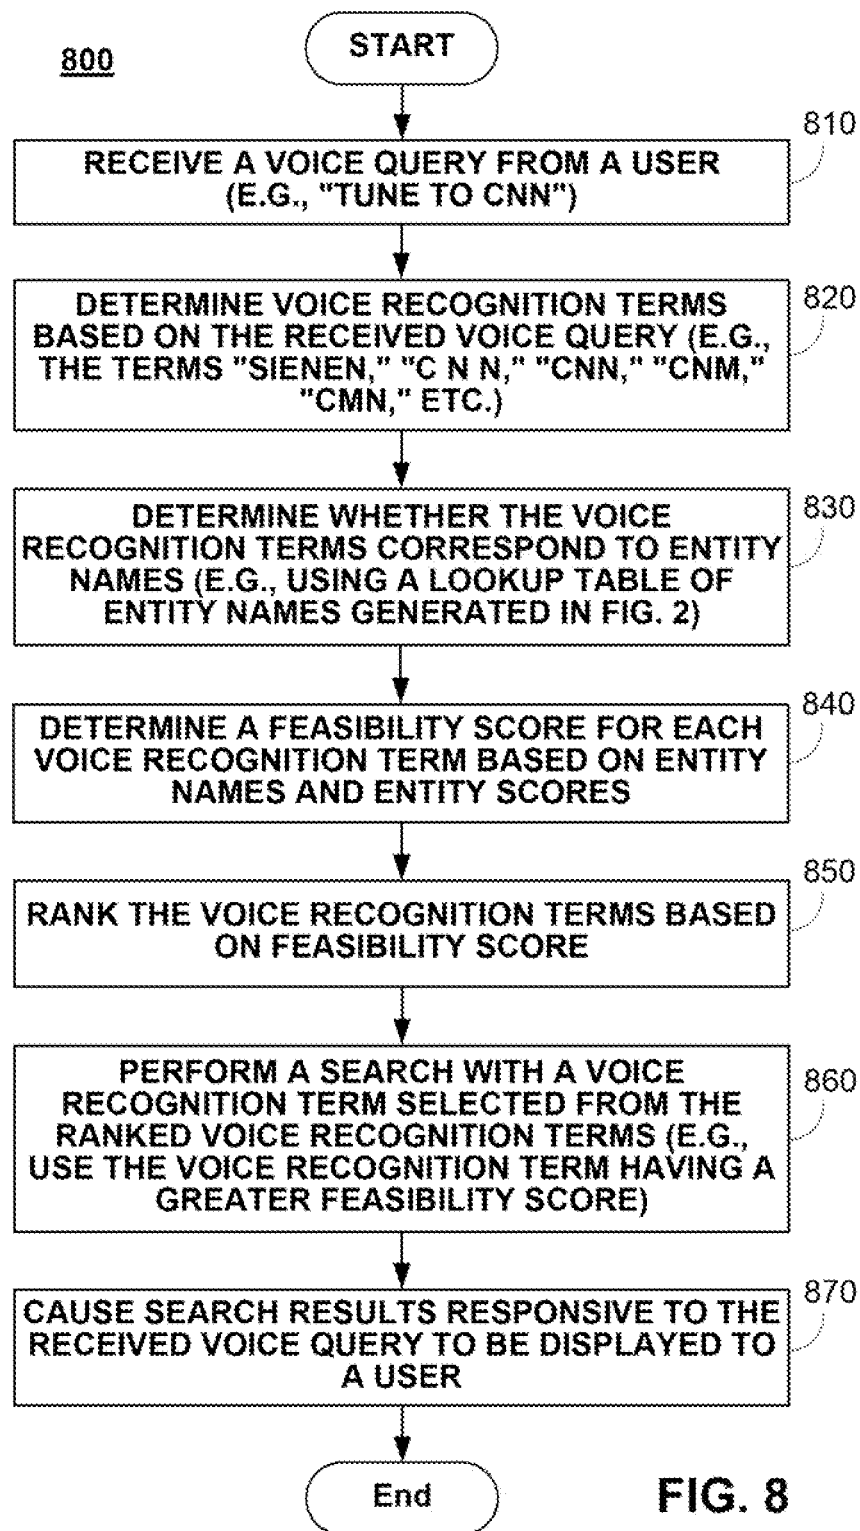 800
START
810
RECEIVE A VOICE QUERY FROM A USER
(E.G., "TUNE TO CNN")
820
DETERMINE VOICE RECOGNITION TERMS
BASED ON THE RECEIVED VOICE QUERY (E.G.,
THE TERMS "SIENEN," "C N N," "CNN," "CNM,"
"CMN," ETC.)
830
DETERMINE WHETHER THE VOICE
RECOGNITION TERMS CORRESPOND TO ENTITY
NAMES (E.G., USING A LOOKUP TABLE OF
ENTITY NAMES GENERATED IN FIG. 2)
840
DETERMINE A FEASIBILITY SCORE FOR EACH
VOICE RECOGNITION TERM BASED ON ENTITY
NAMES AND ENTITY SCORES
850
RANK THE VOICE RECOGNITION TERMS BASED
ON FEASIBILITY SCORE
860
PERFORM A SEARCH WITH A VOICE
RECOGNITION TERM SELECTED FROM THE
RANKED VOICE RECOGNITION TERMS (E.G.,
USE THE VOICE RECOGNITION TERM HAVING A
GREATER FEASIBILITY SCORE)
870
CAUSE SEARCH RESULTS RESPONSIVE TO THE
RECEIVED VOICE QUERY TO BE DISPLAYED TO
A USER
End
FIG. 8